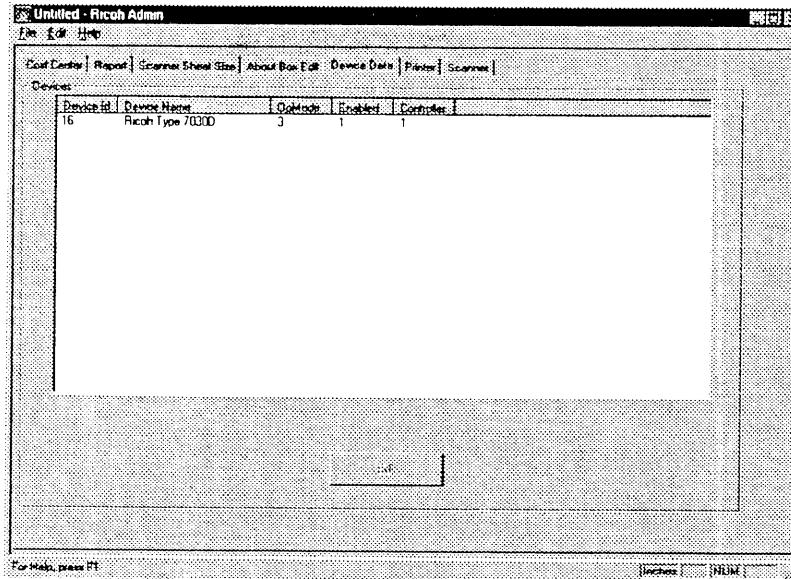 Untitled - Ricoh Admin
File Edit Help
Cost Center Report Scanner Sheet Size About Box Edit Device Data Printer Scanner
Devices
Device Id Device Name OpMode Enabled Controller
16 Ricoh Type 7030D 3 1 1
For Help, press F1
Inches NUM